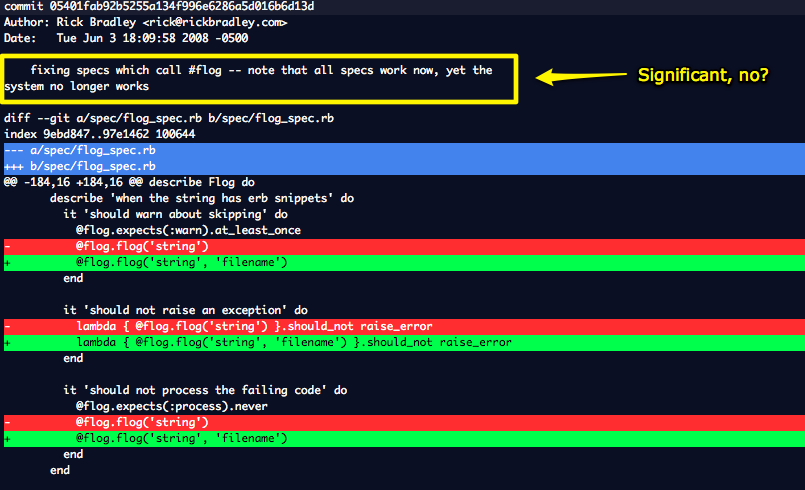 commit 05401fab92b5255a134f996e6286a5d016b6d13d
Author: Rick Bradley <rick@rickbradley.com>
Date:   Tue Jun 3 18:09:58 2008 -0500
    fixing specs which call #flog -- note that all specs work now, yet the
system no longer works
Significant, no?
diff --git a/spec/flog_spec.rb b/spec/flog_spec.rb
index 9ebd847..97e1462 100644
--- a/spec/flog_spec.rb
+++ b/spec/flog_spec.rb
@@ -184,16 +184,16 @@ describe Flog do
       describe 'when the string has erb snippets' do
         it 'should warn about skipping' do
           @flog.expects(:warn).at_least_once
-          @flog.flog('string')
+          @flog.flog('string', 'filename')
         end
         it 'should not raise an exception' do
-          lambda { @flog.flog('string') }.should_not raise_error
+          lambda { @flog.flog('string', 'filename') }.should_not raise_error
         end
         it 'should not process the failing code' do
           @flog.expects(:process).never
-          @flog.flog('string')
+          @flog.flog('string', 'filename')
         end
       end